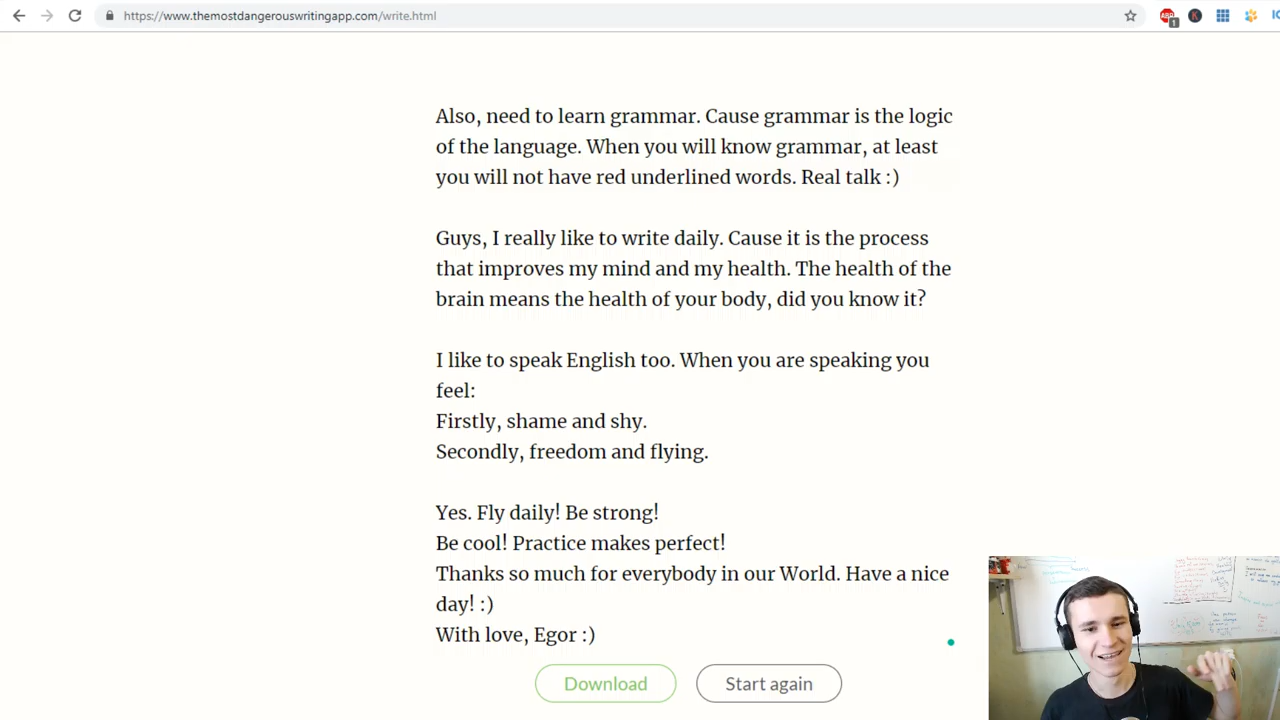 https://www.themostdangerouswritingapp.com/write.html
Also, need to learn grammar. Cause grammar is the logic
of the language. When you will know grammar, at least
you will not have red underlined words. Real talk :)
Guys, I really like to write daily. Cause it is the process
that improves my mind and my health. The health of the
brain means the health of your body, did you know it?
I like to speak English too. When you are speaking you
feel:
Firstly, shame and shy.
Secondly, freedom and flying.
Yes. Fly daily! Be strong!
Be cool! Practice makes perfect!
Thanks so much for everybody in our World. Have a nice
day! :)
With love, Egor :)
Download
Start again